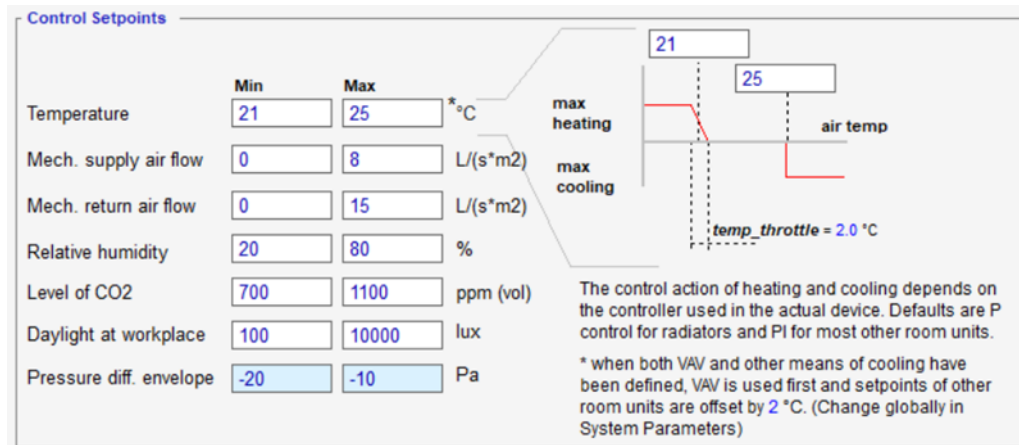 Control Setpoints
Min Max
Temperature 21 25 *°C
Mech. supply air flow 0 8 L/(s*m2)
Mech. return air flow 0 15 L/(s*m2)
Relative humidity 20 80 %
Level of CO2 700 1100 ppm (vol)
Daylight at workplace 100 10000 lux
Pressure diff. envelope -20 -10 Pa
21
25
max
heating
air temp
max
cooling
temp_throttle = 2.0 °C
The control action of heating and cooling depends on
the controller used in the actual device. Defaults are P
control for radiators and PI for most other room units.
* when both VAV and other means of cooling have
been defined, VAV is used first and setpoints of other
room units are offset by 2 °C. (Change globally in
System Parameters)